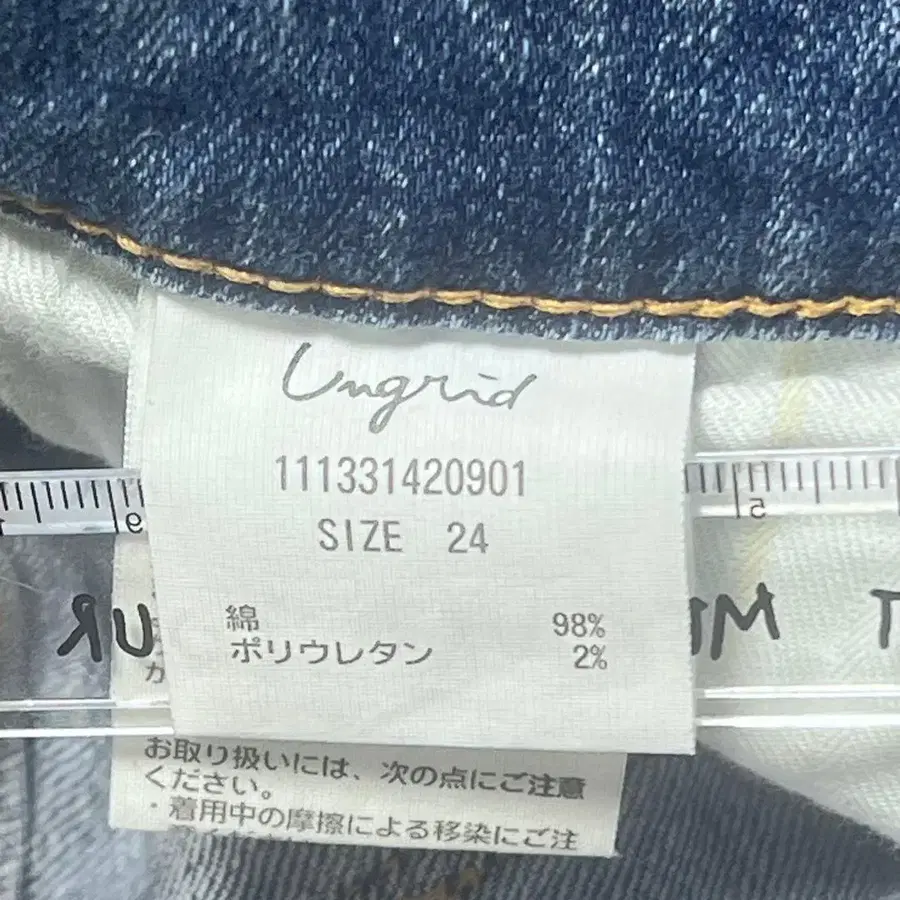 Ungrid
111331420901
SIZE 24
綿 98%
ポリウレタン 2%
お取り扱いには、次の点にご注意
ください。
・着用中の摩擦による移染にご注